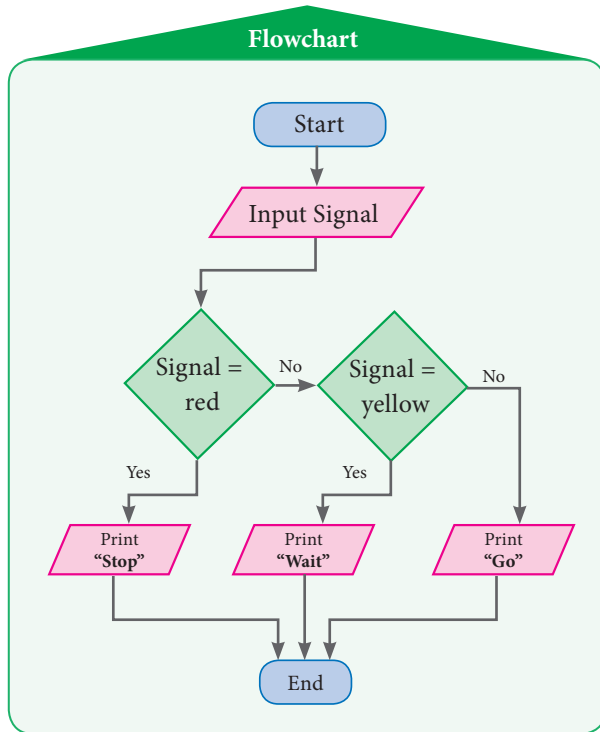 Flowchart
Start
Input Signal
Signal =
red
No
Signal =
yellow
No
Yes
Yes
Print
“Stop”
Print
“Wait”
Print
“Go”
End